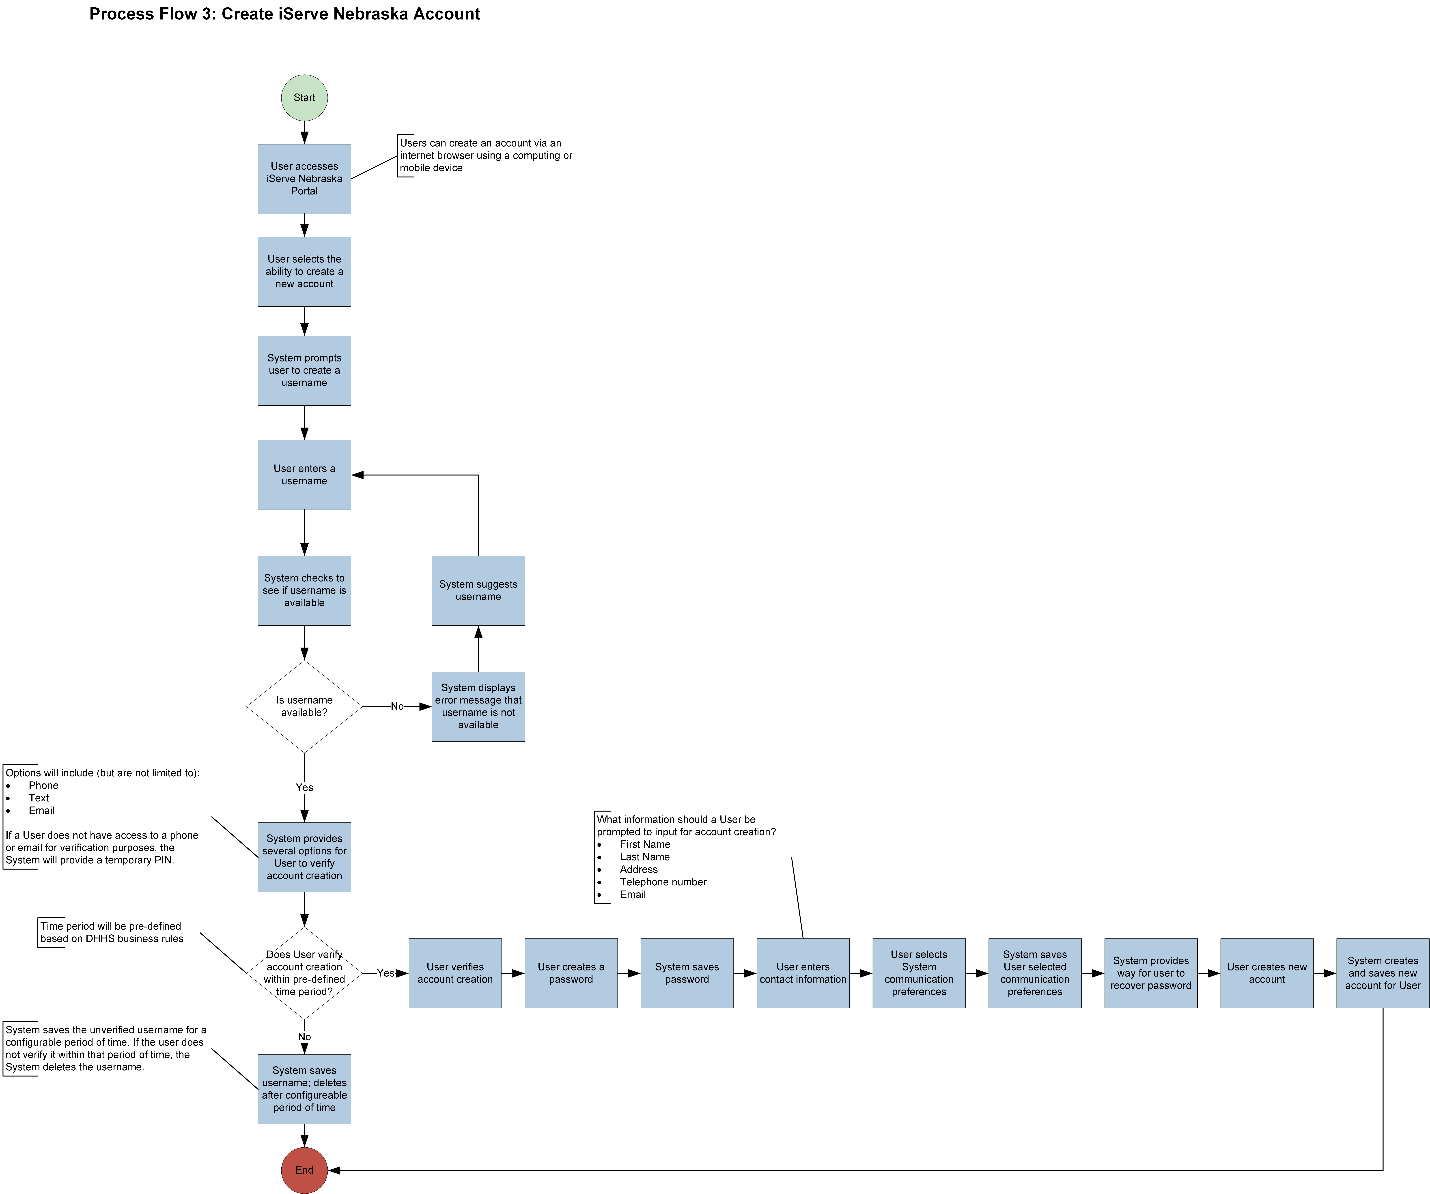 Process Flow 3: Create iServe Nebraska Account
Start
User accesses
iServe Nebraska
Portal
Users can create an account via an
internet browser using a computing or
mobile device
User selects the
ability to create a
new account
System prompts
user to create a
username
User enters a
username
System checks to
see if username is
available
System suggests
username
Is username
available?
No
System displays
error message that
username is not
available
Yes
Options will include (but are not limited to):
• Phone
• Text
• Email
If a User does not have access to a phone
or email for verification purposes. the
System will provide a temporary PIN.
System provides
several options for
User to verify
account creation
What information should a User be
prompted to input for account creation?
• First Name
• Last Name
• Address
• Telephone number
• Email
Time period will be pre-defined
based on DHHS business rules
Does User verify
account creation
within pre-defined
time period?
Yes
User verifies
account creation
User creates a
password
System saves
password
User enters
contact information
User selects
System
communication
preferences
System saves
User selected
communication
preferences
System provides
way for user to
recover password
User creates new
account
System creates
and saves new
account for User
No
System saves the unverified username for a
configurable period of time. If the user does
not verify it within that period of time, the
System deletes the username.
System saves
username; deletes
after configureable
period of time
End